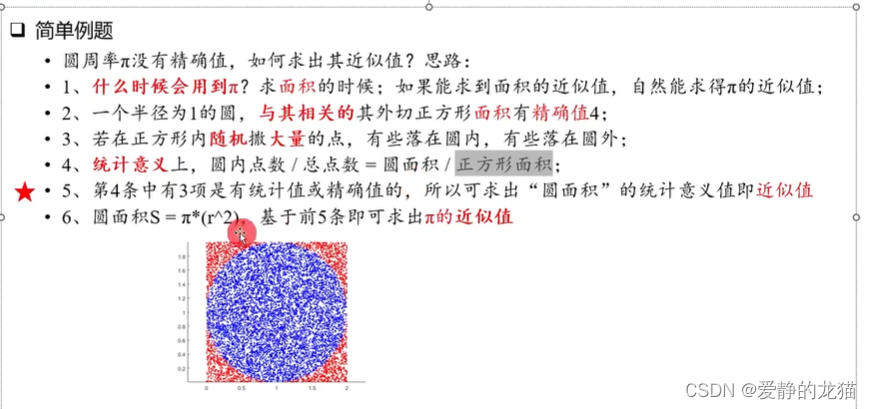 简单例题
• 圆周率π没有精确值，如何求出其近似值？思路：
• 1、什么时候会用到π？求面积的时候；如果能求到面积的近似值，自然能求得π的近似值；
• 2、一个半径为1的圆，与其相关的其外切正方形面积有精确值4；
• 3、若在正方形内随机撒大量的点，有些落在圆内，有些落在圆外；
• 4、统计意义上，圆内点数 / 总点数 = 圆面积 / 正方形面积；
• 5、第4条中有3项是有统计值或精确值的，所以可求出“圆面积”的统计意义值即近似值
• 6、圆面积S = π*(r^2)，基于前5条即可求出π的近似值
1.8
1.6
1.4
1.2
1
0.8
0.6
0.4
0.2
0 0.5 1 1.5 2
CSDN @爱静的龙猫